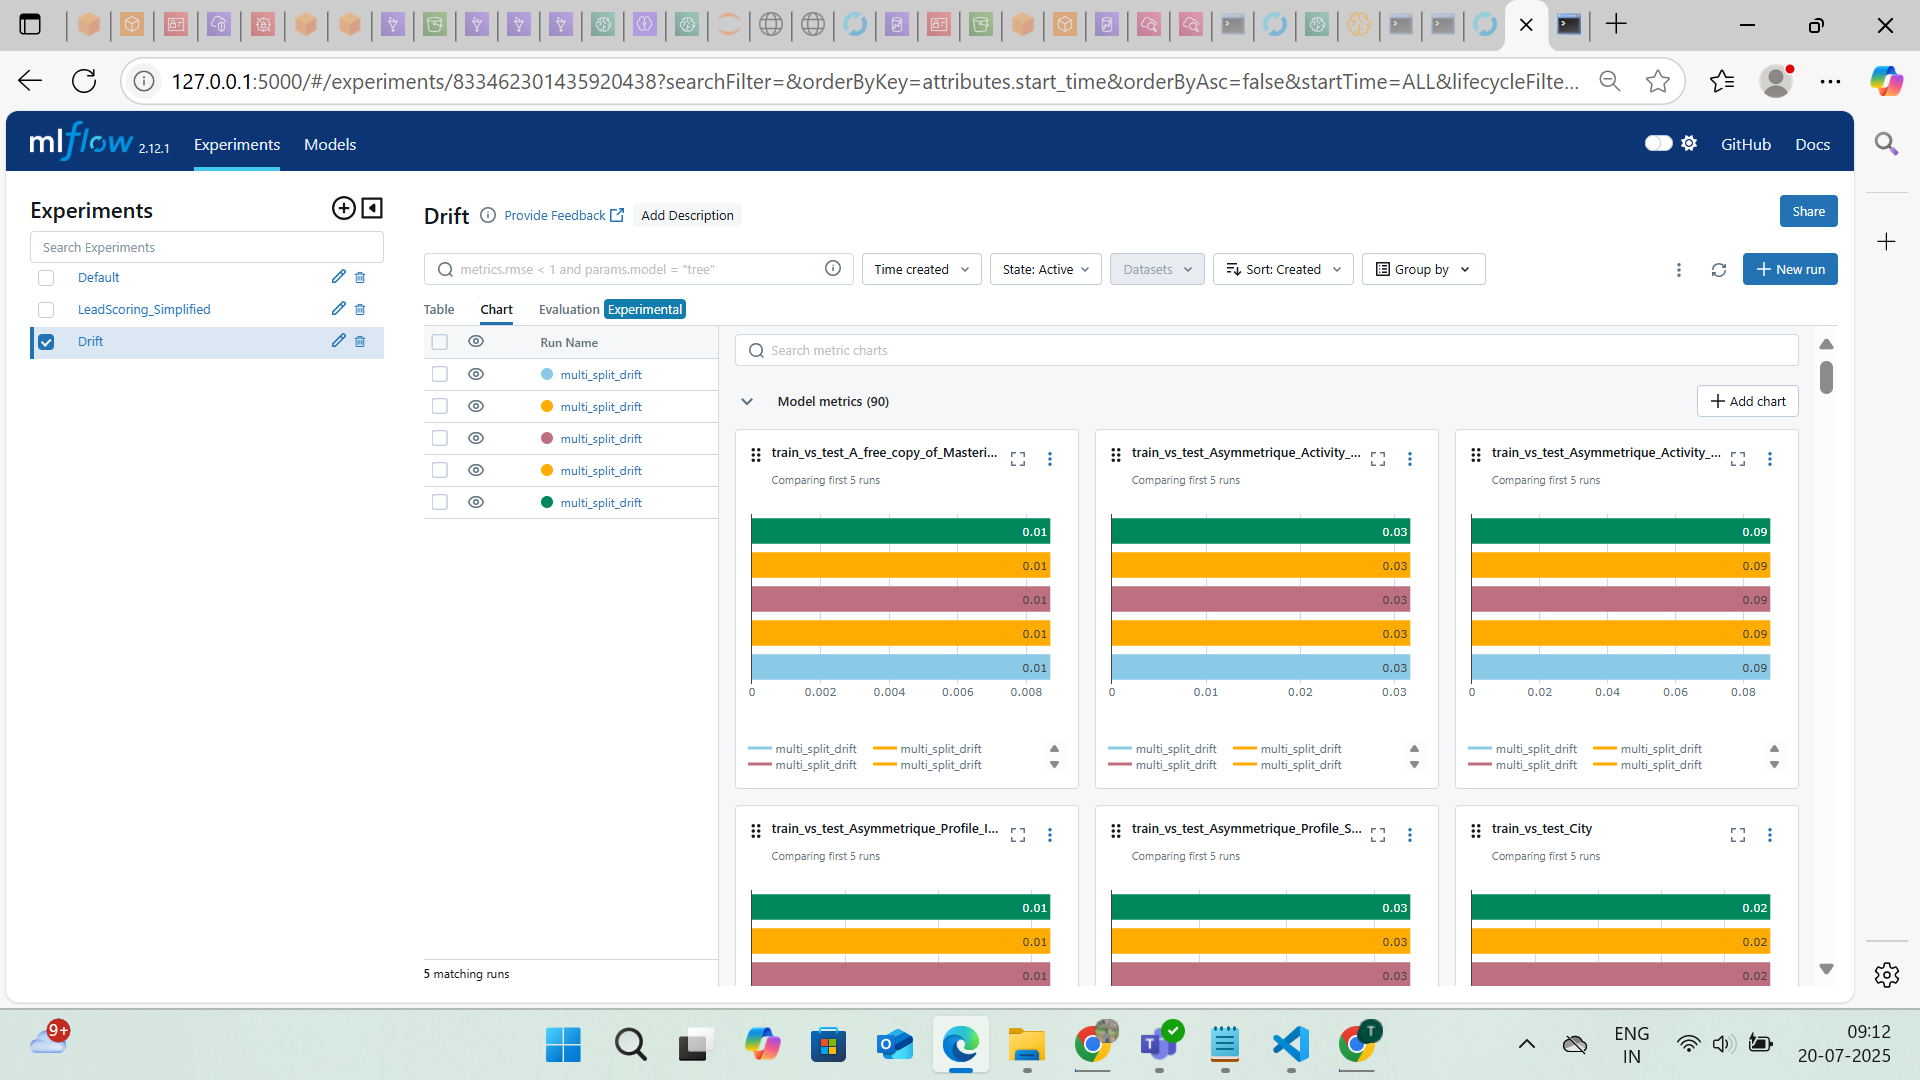 127.0.0.1:5000/#/experiments/833462301435920438?searchFilter=&orderByKey=attributes.start_time&orderByAsc=false&startTime=ALL&lifecycleFilte...
mlflow 2.12.1 Experiments Models GitHub Docs
Experiments
Search Experiments
Default
LeadScoring_Simplified
Drift
Drift Provide Feedback Add Description Share
metrics.rmse < 1 and params.model = "tree" Time created State: Active Datasets Sort: Created Group by New run
Table Chart Evaluation Experimental
Run Name
multi_split_drift
multi_split_drift
multi_split_drift
multi_split_drift
multi_split_drift
5 matching runs
Search metric charts
Model metrics (90) Add chart
train_vs_test_A_free_copy_of_Masteri...
Comparing first 5 runs
0.01
0.01
0.01
0.01
0.01
0 0.002 0.004 0.006 0.008
multi_split_drift multi_split_drift
multi_split_drift multi_split_drift
train_vs_test_Asymmetrique_Activity_...
Comparing first 5 runs
0.03
0.03
0.03
0.03
0.03
0 0.01 0.02 0.03
multi_split_drift multi_split_drift
multi_split_drift multi_split_drift
train_vs_test_Asymmetrique_Activity_...
Comparing first 5 runs
0.09
0.09
0.09
0.09
0.09
0 0.02 0.04 0.06 0.08
multi_split_drift multi_split_drift
multi_split_drift multi_split_drift
train_vs_test_Asymmetrique_Profile_I...
Comparing first 5 runs
0.01
0.01
0.01
train_vs_test_Asymmetrique_Profile_S...
Comparing first 5 runs
0.03
0.03
0.03
train_vs_test_City
Comparing first 5 runs
0.02
0.02
0.02
9+
T
ENG
IN
09:12
20-07-2025